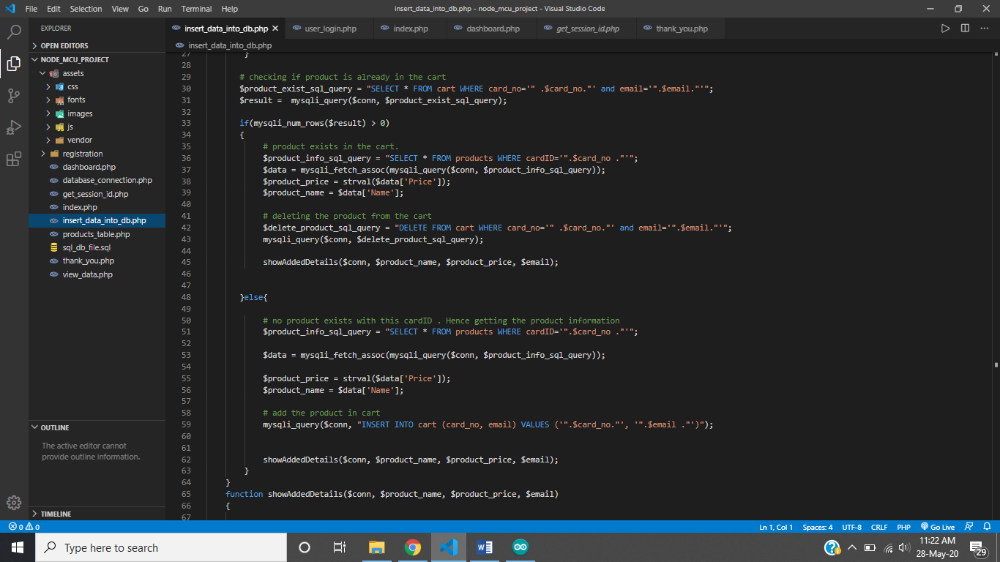 File Edit Selection View Go Run Terminal Help insert_data_into_db.php - node_mcu_project - Visual Studio Code
EXPLORER
OPEN EDITORS
NODE_MCU_PROJECT
assets
css
fonts
images
js
vendor
registration
dashboard.php
database_connection.php
get_session_id.php
index.php
insert_data_into_db.php
products_table.php
sql_db_file.sql
thank_you.php
view_data.php
OUTLINE
The active editor cannot
provide outline information.
TIMELINE
insert_data_into_db.php user_login.php index.php dashboard.php get_session_id.php thank_you.php
insert_data_into_db.php
27 }
28
29 # checking if product is already in the cart
30 $product_exist_sql_query = "SELECT * FROM cart WHERE card_no='" .$card_no."' and email='".$email."'";
31 $result =  mysqli_query($conn, $product_exist_sql_query);
32
33 if(mysqli_num_rows($result) > 0)
34 {
35 # product exists in the cart.
36 $product_info_sql_query = "SELECT * FROM products WHERE cardID='".$card_no ."'";
37 $data = mysqli_fetch_assoc(mysqli_query($conn, $product_info_sql_query));
38 $product_price = strval($data['Price']);
39 $product_name = $data['Name'];
40
41 # deleting the product from the cart
42 $delete_product_sql_query = "DELETE FROM cart WHERE card_no='" .$card_no."' and email='".$email."'";
43 mysqli_query($conn, $delete_product_sql_query);
44
45 showAddedDetails($conn, $product_name, $product_price, $email);
46
47
48 }else{
49
50 # no product exists with this cardID . Hence getting the product information
51 $product_info_sql_query = "SELECT * FROM products WHERE cardID='".$card_no ."'";
52
53 $data = mysqli_fetch_assoc(mysqli_query($conn, $product_info_sql_query));
54
55 $product_price = strval($data['Price']);
56 $product_name = $data['Name'];
57
58 # add the product in cart
59 mysqli_query($conn, "INSERT INTO cart (card_no, email) VALUES ('".$card_no."', '".$email ."')");
60
61
62 showAddedDetails($conn, $product_name, $product_price, $email);
63 }
64 }
65 function showAddedDetails($conn, $product_name, $product_price, $email)
66 {
67
0 0 Ln 1, Col 1 Spaces: 4 UTF-8 CRLF PHP Go Live
Type here to search
11:22 AM
28-May-20
29